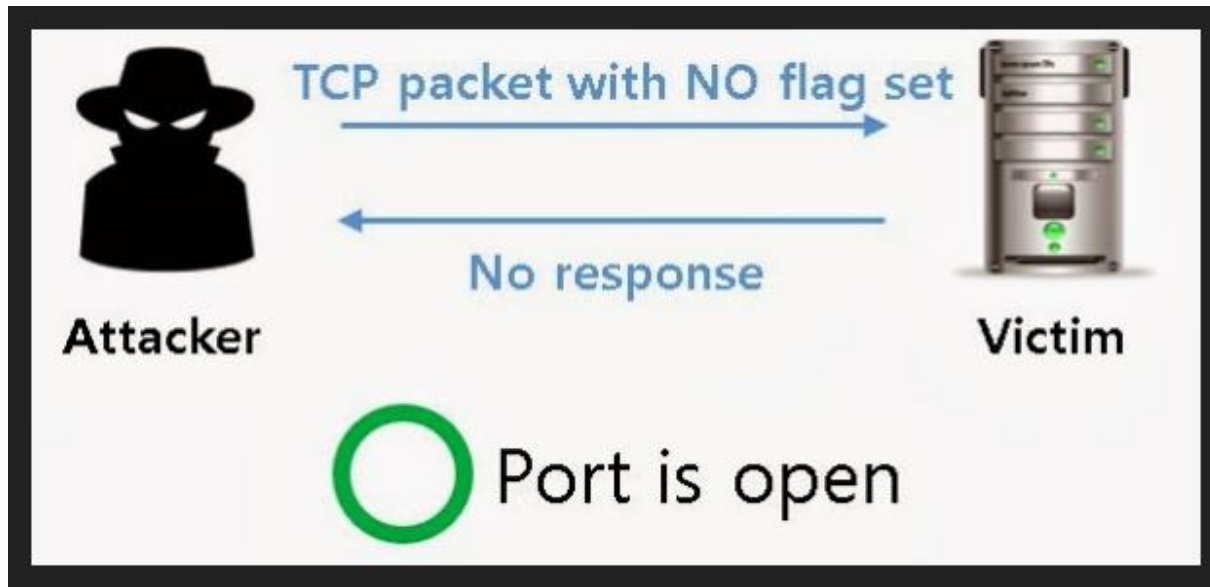 TCP packet with NO flag set
No response
Attacker
Victim
Port is open